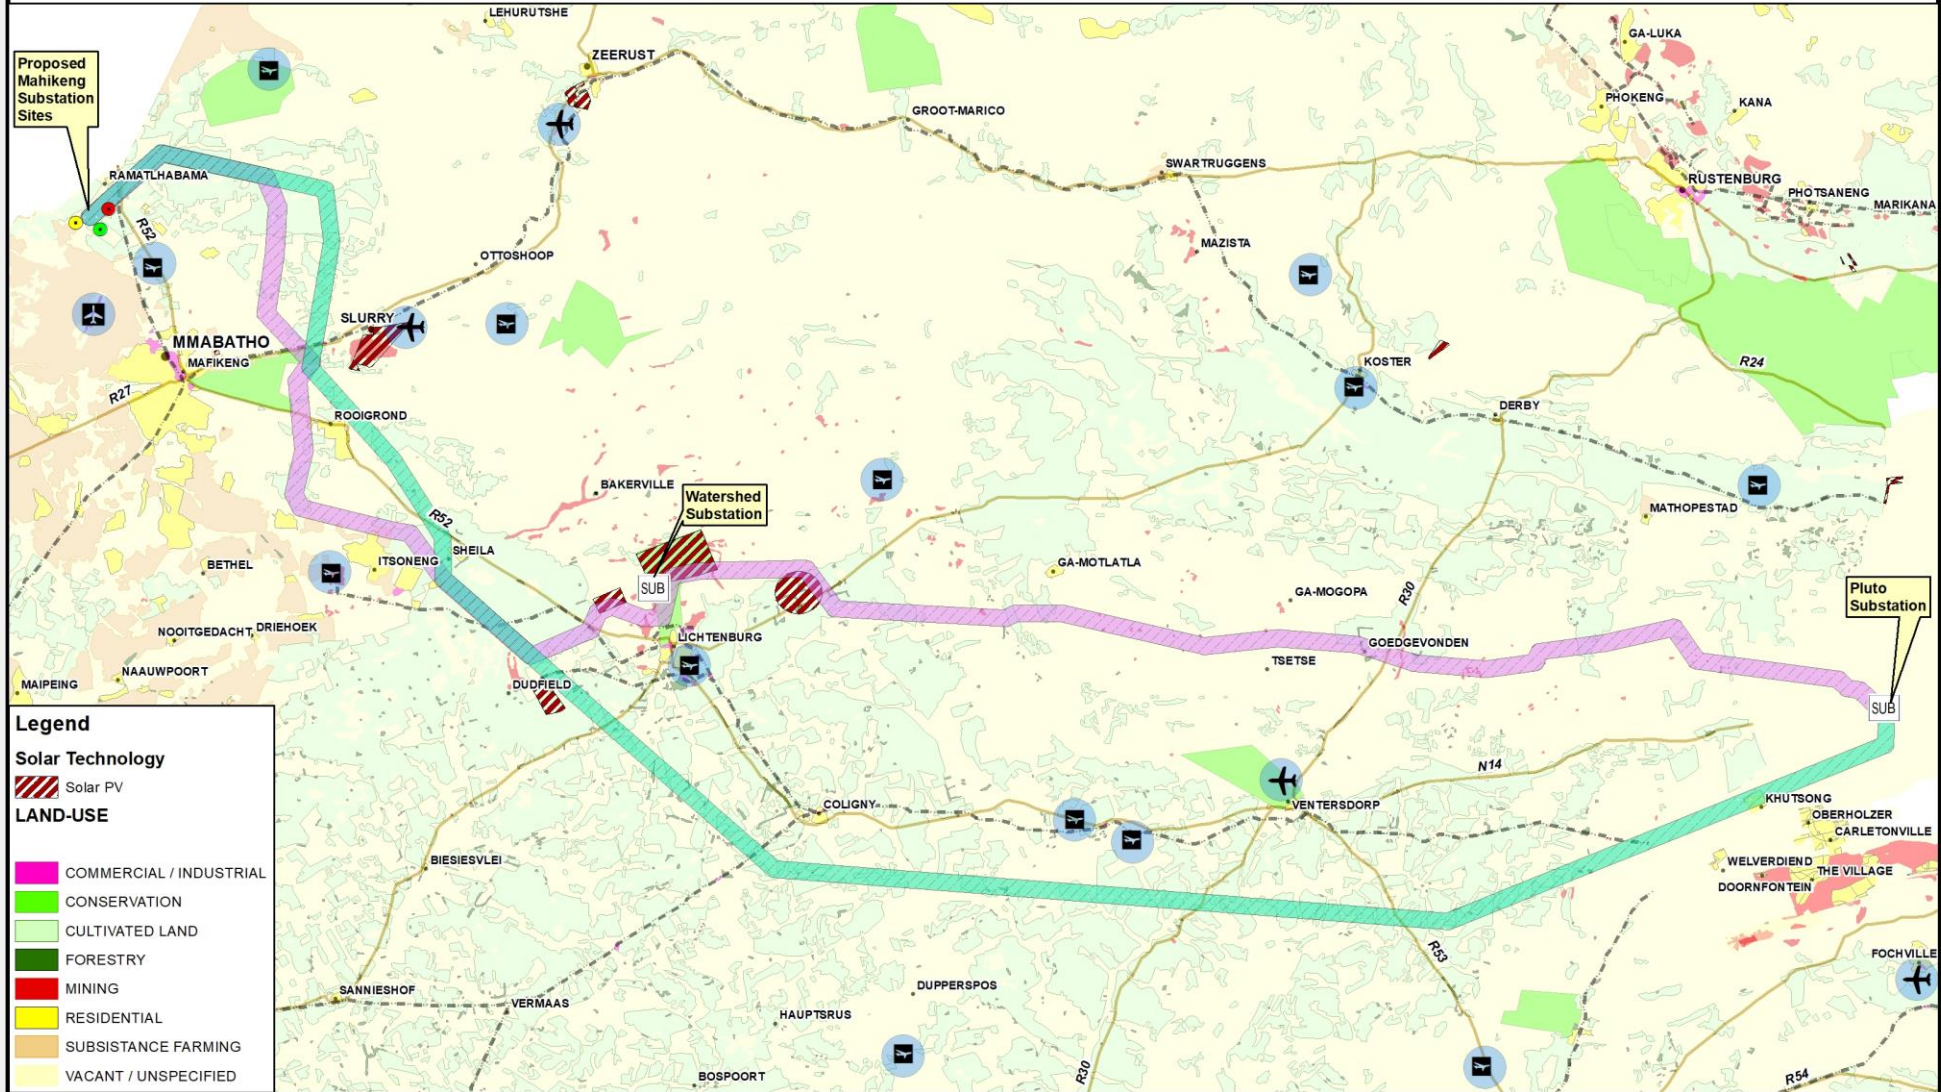 LEHURUTSHE
ZEERUST
GA-LUKA
Proposed
Mahikeng
Substation
Sites
PHOKENG
KANA
GROOT-MARICO
SWARTRUGGENS
RAMATLHABAMA
RUSTENBURG
PHOTSANENG
MARIKANA
R52
OTTOSHOOP
MAZISTA
SLURRY
MMABATHO
MAFIKENG
KOSTER
R24
R27
ROOIGROND
DERBY
BAKERVILLE
Watershed
Substation
MATHOPESTAD
R52
SHEILA
BETHEL
ITSONENG
GA-MOTLATLA
SUB
GA-MOGOPA
R30
Pluto
Substation
NOOITGEDACHT
DRIEHOEK
LICHTENBURG
GOEDGEVONDEN
TSETSE
NAAUWPOORT
MAIPEING
DUDFIELD
SUB
Legend
Solar Technology
Solar PV
LAND-USE
COMMERCIAL / INDUSTRIAL
CONSERVATION
CULTIVATED LAND
FORESTRY
MINING
RESIDENTIAL
SUBSISTANCE FARMING
VACANT / UNSPECIFIED
N14
COLIGNY
VENTERSDORP
KHUTSONG
OBERHOLZER
CARLETONVILLE
BIESIESVLEI
WELVERDIEND
THE VILLAGE
DOORNFONTEIN
R53
FOCHVILLE
SANNIESHOF
VERMAAS
DUPPERSPOS
HAUPTSRUS
BOSPOORT
R30
R54